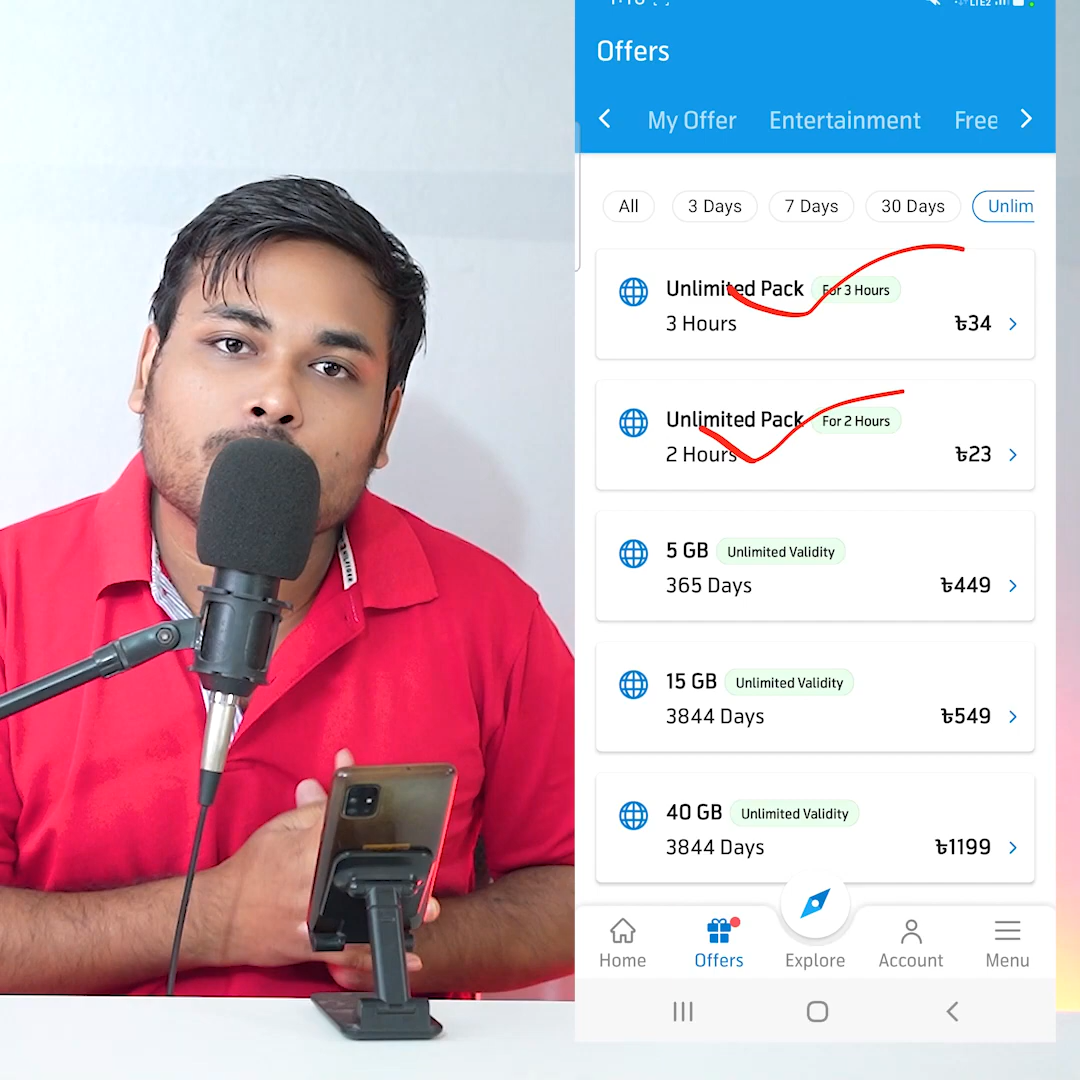 Offers
My Offer Entertainment Free
All 3 Days 7 Days 30 Days Unlim
Unlimited Pack For 3 Hours
3 Hours ৳34
Unlimited Pack For 2 Hours
2 Hours ৳23
5 GB Unlimited Validity
365 Days ৳449
15 GB Unlimited Validity
3844 Days ৳549
40 GB Unlimited Validity
3844 Days ৳1199
Home Offers Explore Account Menu